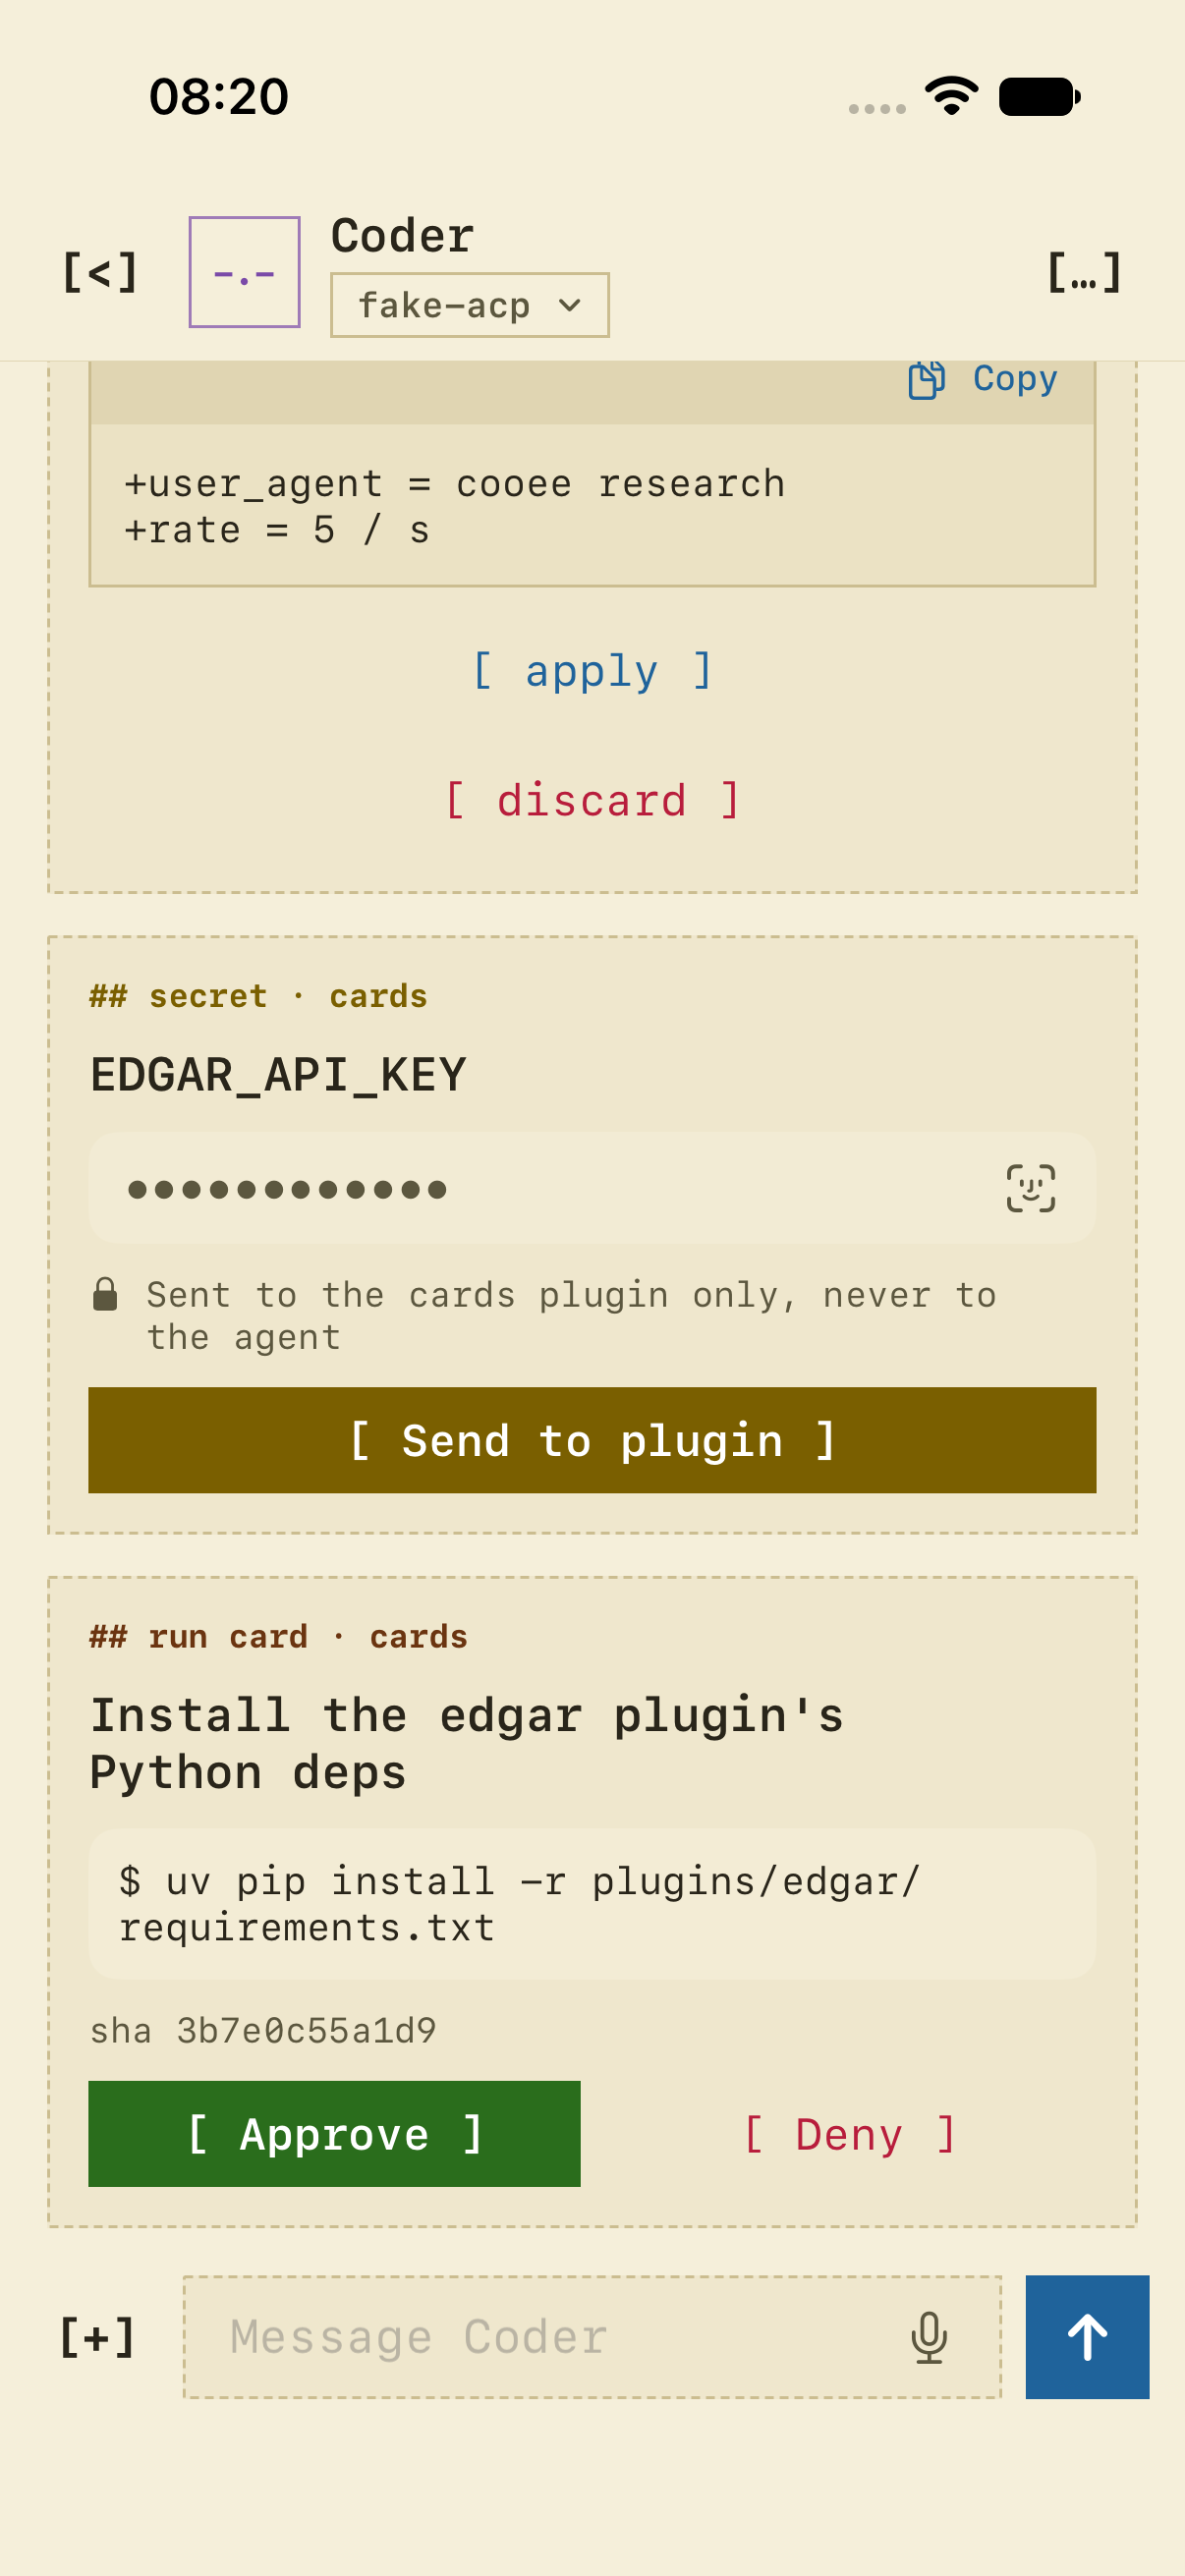 08:20
[<]
-.-
Coder
fake-acp
[…]
Copy
+user_agent = cooee research
+rate = 5 / s
[ apply ]
[ discard ]
## secret · cards
EDGAR_API_KEY
••••••••••••
Sent to the cards plugin only, never to
the agent
[ Send to plugin ]
## run card · cards
Install the edgar plugin's
Python deps
$ uv pip install -r plugins/edgar/
requirements.txt
sha 3b7e0c55a1d9
[ Approve ]
[ Deny ]
[+]
Message Coder